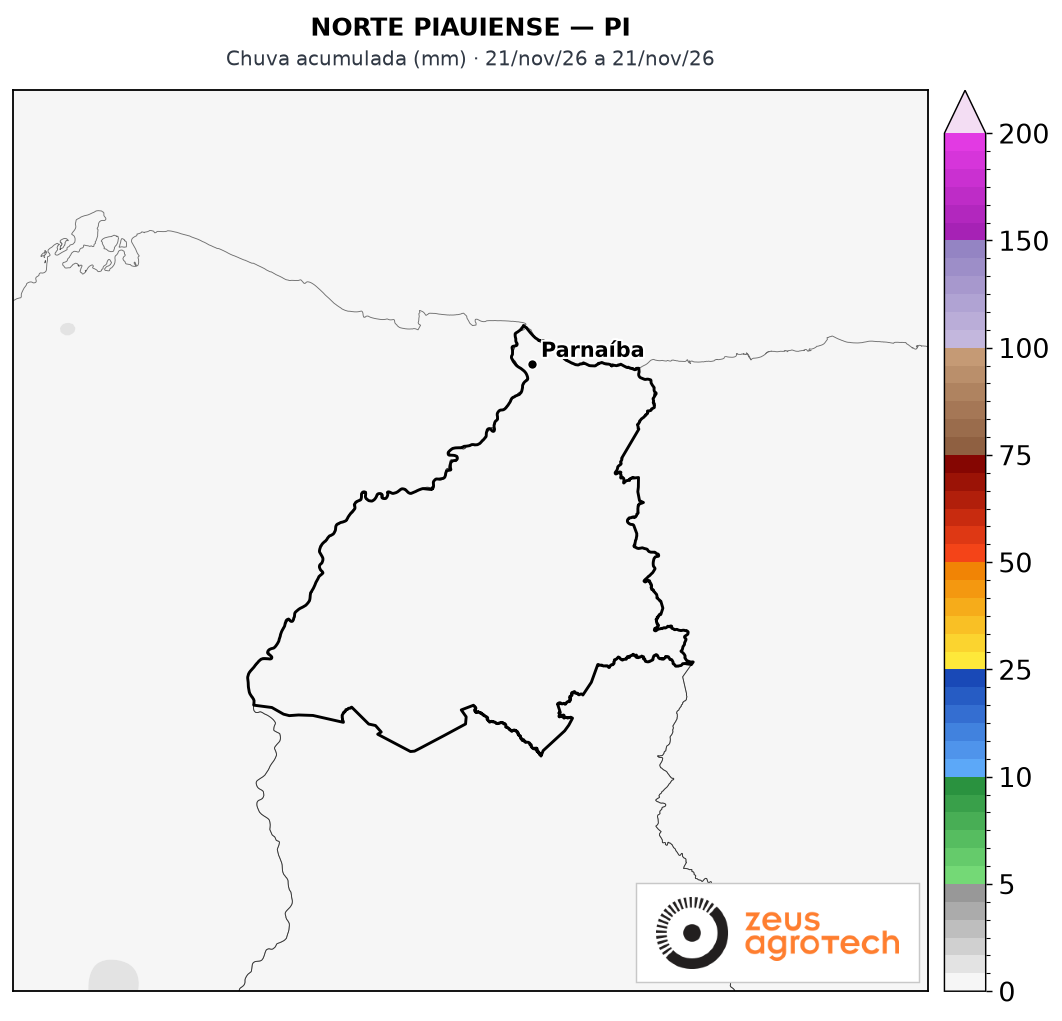 NORTE PIAUIENSE — PI
Chuva acumulada (mm) · 21/nov/26 a 21/nov/26
Parnaíba
200
150
100
75
50
25
10
5
0
zeus
agrotech